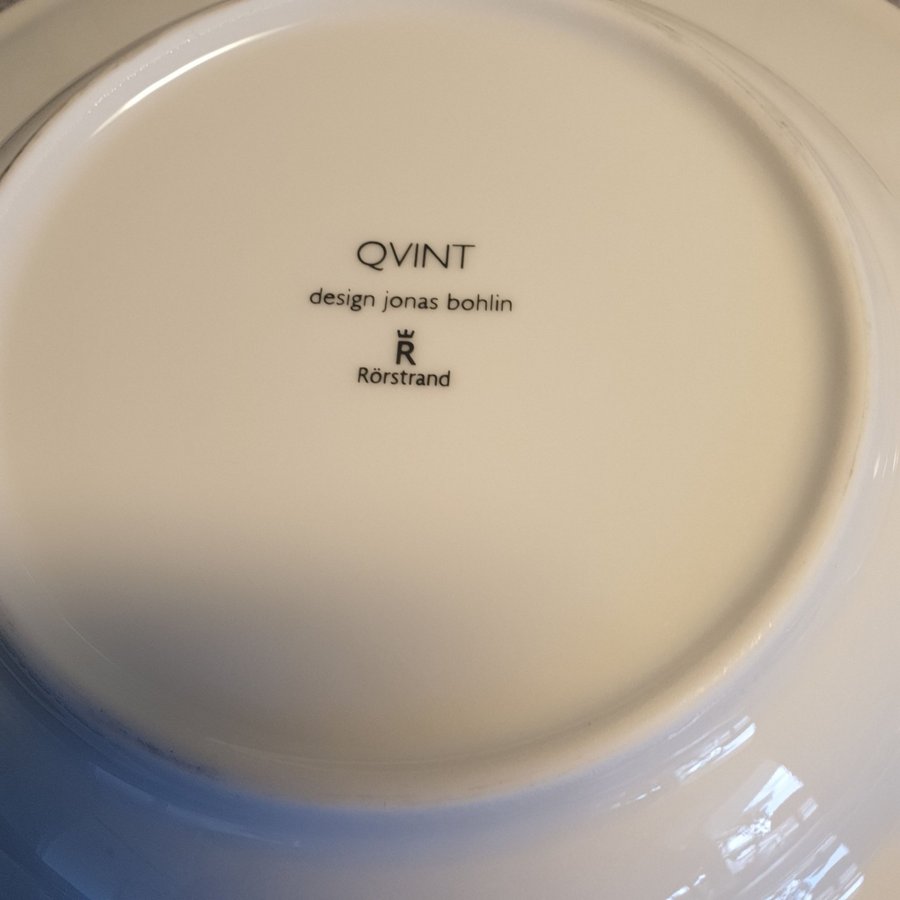 QVINT
design jonas bohlin
R
Rörstrand